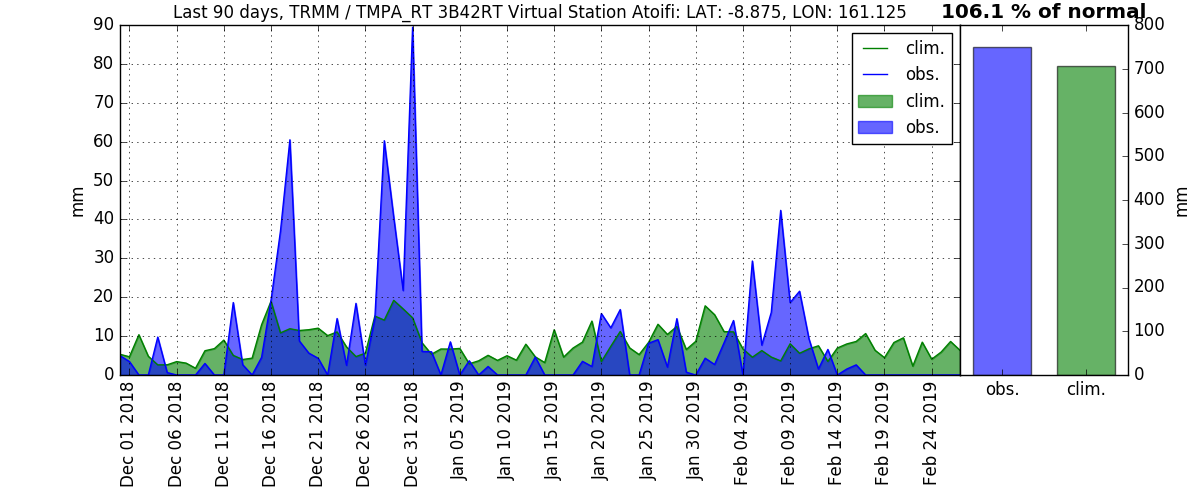 Last 90 days, TRMM / TMPA_RT 3B42RT Virtual Station Atoifi: LAT: -8.875, LON: 161.125
106.1 % of normal
90
80
70
60
50
40
30
20
10
0
mm
clim.
obs.
clim.
obs.
Dec 01 2018
Dec 06 2018
Dec 11 2018
Dec 16 2018
Dec 21 2018
Dec 26 2018
Dec 31 2018
Jan 05 2019
Jan 10 2019
Jan 15 2019
Jan 20 2019
Jan 25 2019
Jan 30 2019
Feb 04 2019
Feb 09 2019
Feb 14 2019
Feb 19 2019
Feb 24 2019
800
700
600
500
400
300
200
100
0
mm
obs.
clim.